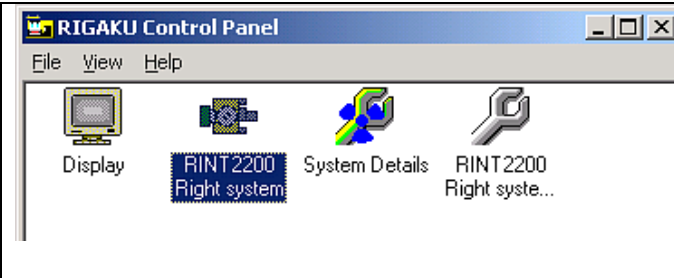 RIGAKU Control Panel
File View Help
Display
RINT2200
Right system
System Details
RINT2200
Right syste...